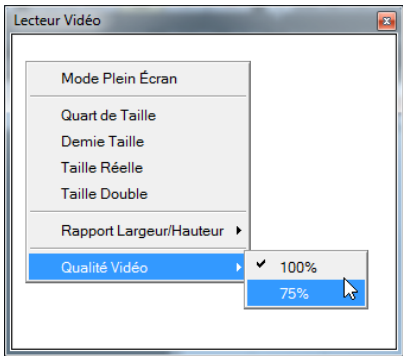 Lecteur Vidéo
Mode Plein Écran
Quart de Taille
Demie Taille
Taille Réelle
Taille Double
Rapport Largeur/Hauteur
Qualité Vidéo
100%
75%